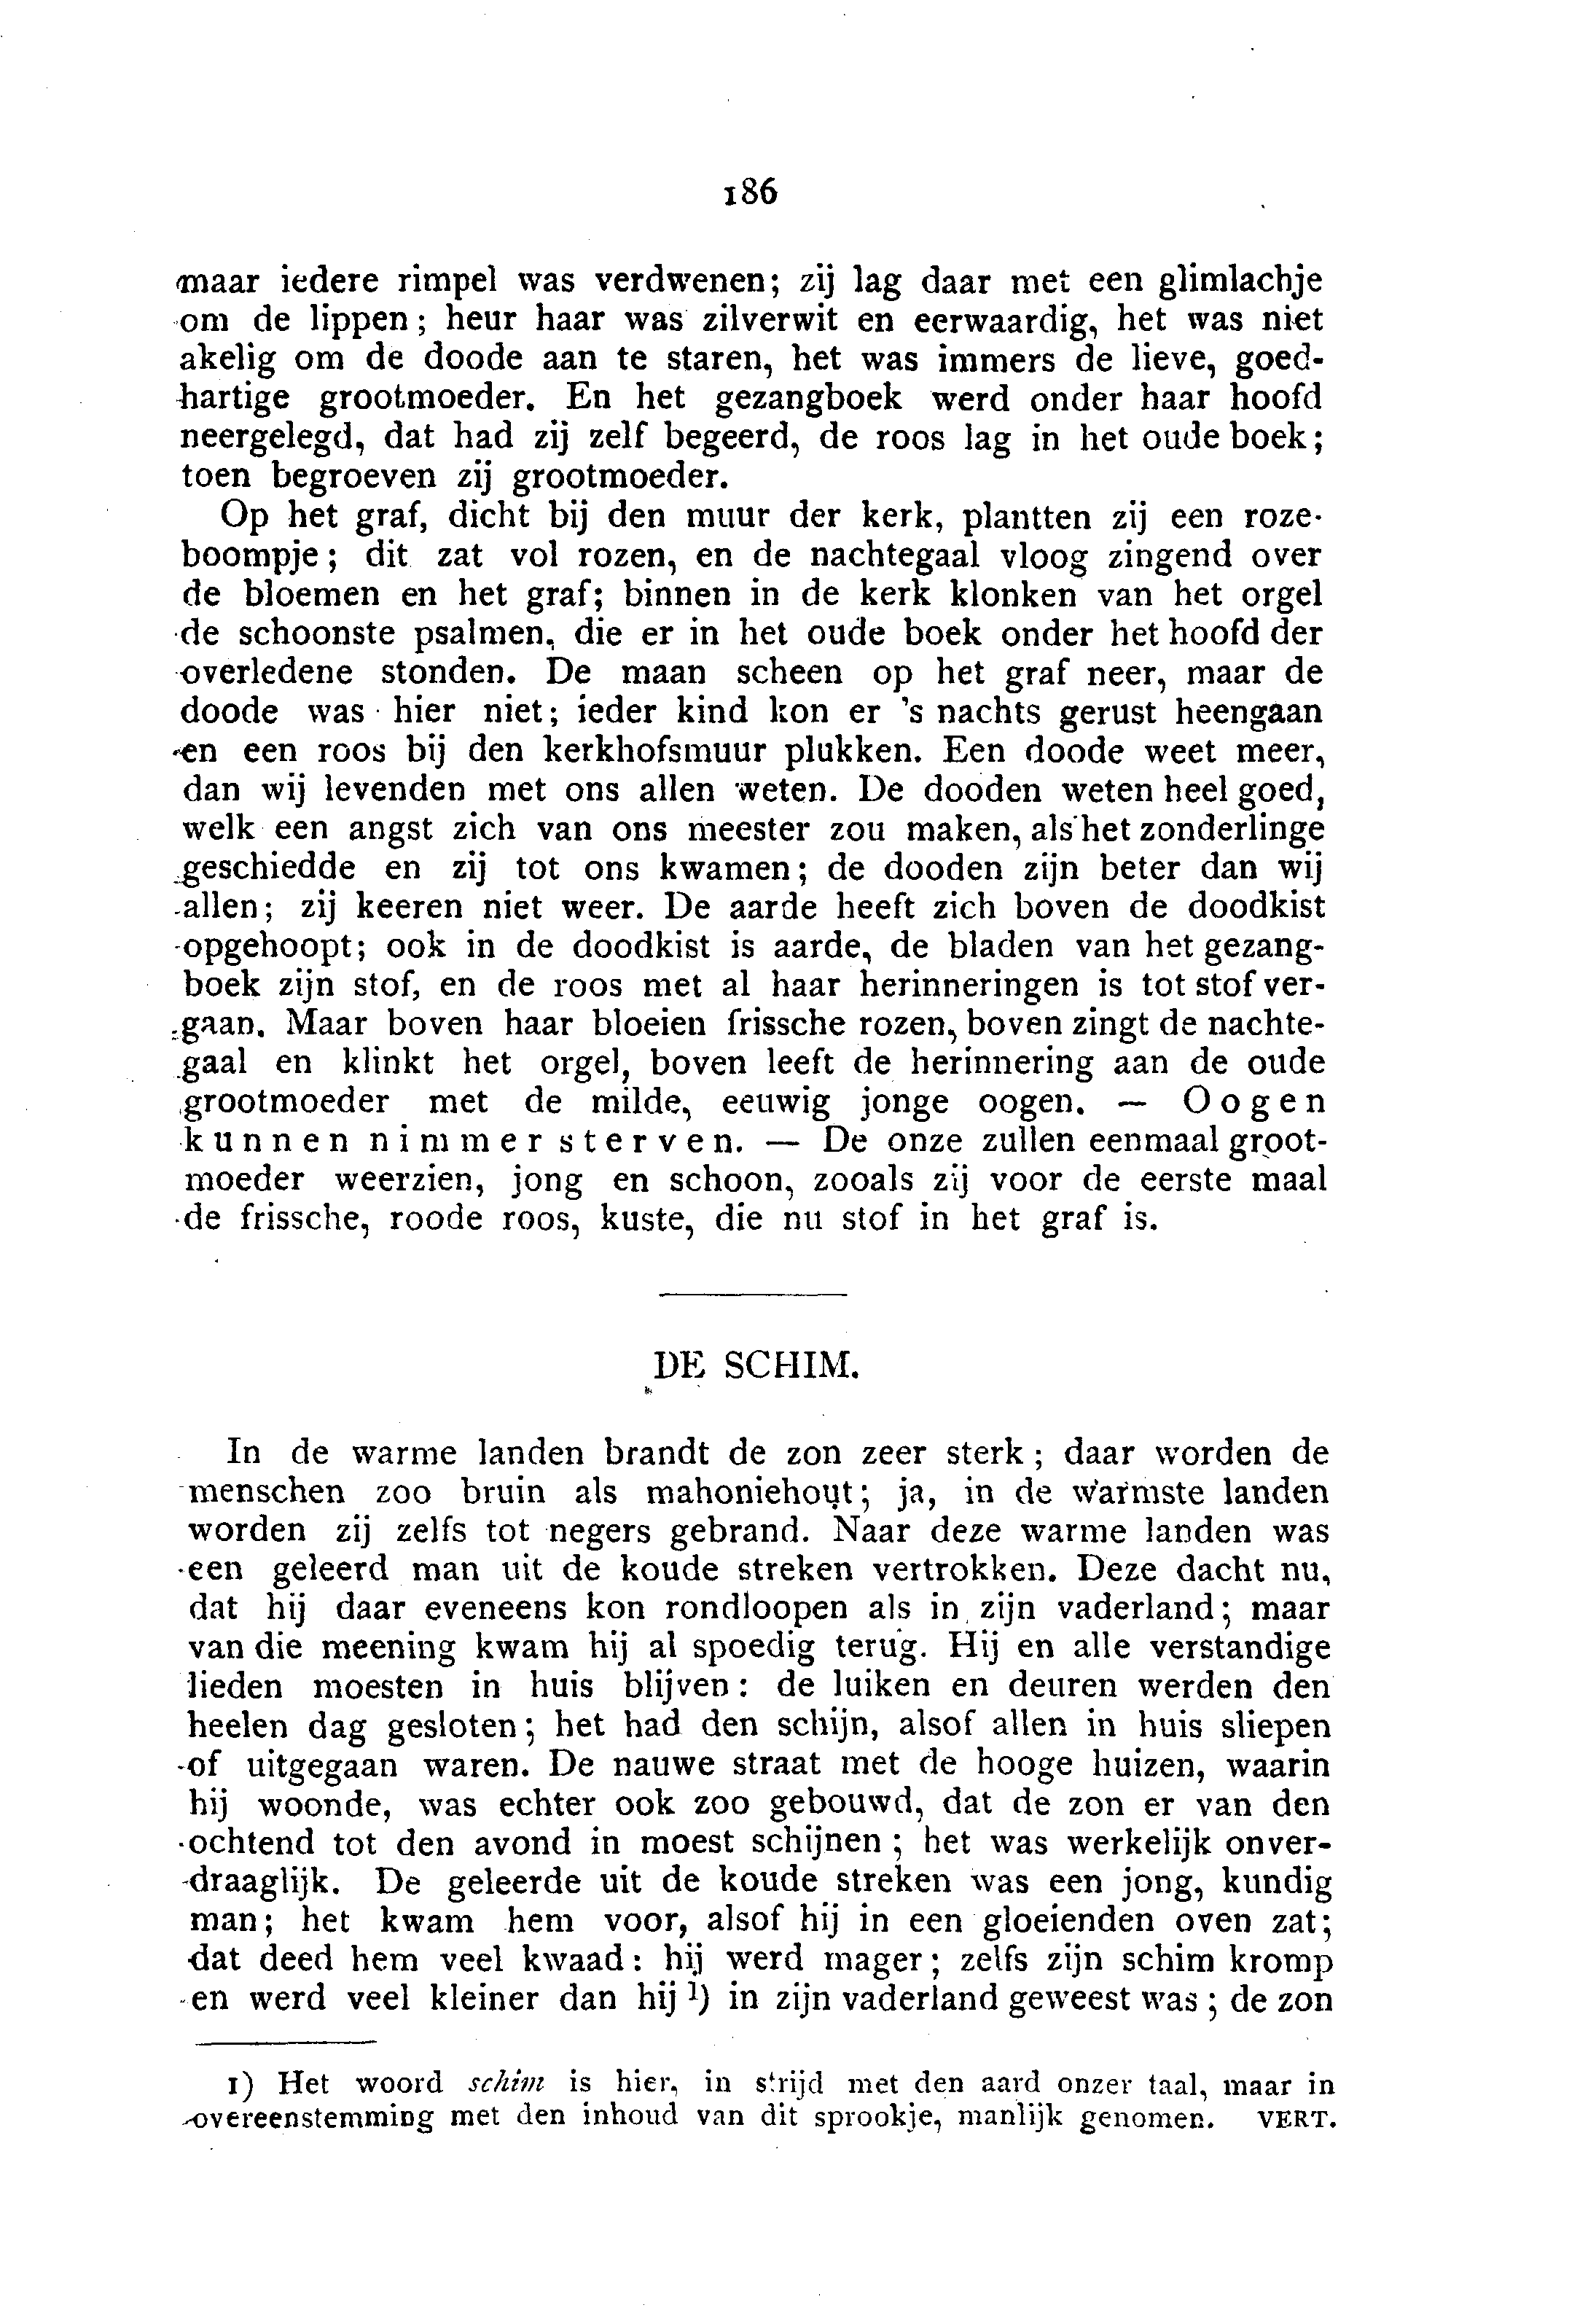 186
maar iedere rimpel was verdwenen; zij lag daar met een glimlachje
om de lippen; heur haar was zilverwit en eerwaardig, het was niet
akelig om de doode aan te staren, het was immers de lieve, goed-
hartige grootmoeder. En het gezangboek werd onder haar hoofd
neergelegd, dat had zij zelf begeerd, de roos lag in het oude boek;
toen begroeven zij grootmoeder.
Op het graf, dicht bij den muur der kerk, plantten zij een roze-
boompje; dit zat vol rozen, en de nachtegaal vloog zingend over
de bloemen en het graf; binnen in de kerk klonken van het orgel
de schoonste psalmen, die er in het oude boek onder het hoofd der
overledene stonden. De maan scheen op het graf neer, maar de
doode was hier niet; ieder kind kon er 's nachts gerust heengaan
en een roos bij den kerkhofsmuur plukken. Een doode weet meer,
dan wij levenden met ons allen weten. De dooden weten heel goed,
welk een angst zich van ons meester zou maken, als het zonderlinge
geschiedde en zij tot ons kwamen; de dooden zijn beter dan wij
allen; zij keeren niet weer. De aarde heeft zich boven de doodkist
opgehoopt; ook in de doodkist is aarde, de bladen van het gezang-
boek zijn stof, en de roos met al haar herinneringen is tot stof ver-
gaan. Maar boven haar bloeien frissche rozen, boven zingt de nachte-
gaal en klinkt het orgel, boven leeft de herinnering aan de oude
grootmoeder met de milde, eeuwig jonge oogen. — Oogen
kunnen nimmer sterven. — De onze zullen eenmaal groot-
moeder weerzien, jong en schoon, zooals zij voor de eerste maal
de frissche, roode roos, kuste, die nu stof in het graf is.
DE SCHIM.
In de warme landen brandt de zon zeer sterk; daar worden de
menschen zoo bruin als mahoniehout; ja, in de warmste landen
worden zij zelfs tot negers gebrand. Naar deze warme landen was
een geleerd man uit de koude streken vertrokken. Deze dacht nu,
dat hij daar eveneens kon rondloopen als in zijn vaderland; maar
van die meening kwam hij al spoedig terug. Hij en alle verstandige
lieden moesten in huis blijven: de luiken en deuren werden den
heelen dag gesloten; het had den schijn, alsof allen in huis sliepen
of uitgegaan waren. De nauwe straat met de hooge huizen, waarin
hij woonde, was echter ook zoo gebouwd, dat de zon er van den
ochtend tot den avond in moest schijnen; het was werkelijk onver-
draaglijk. De geleerde uit de koude streken was een jong, kundig
man; het kwam hem voor, alsof hij in een gloeienden oven zat;
dat deed hem veel kwaad: hij werd mager; zelfs zijn schim kromp
en werd veel kleiner dan hij 1) in zijn vaderland geweest was; de zon
1) Het woord schim is hier, in strijd met den aard onzer taal, maar in
overeenstemming met den inhoud van dit sprookje, manlijk genomen. VERT.